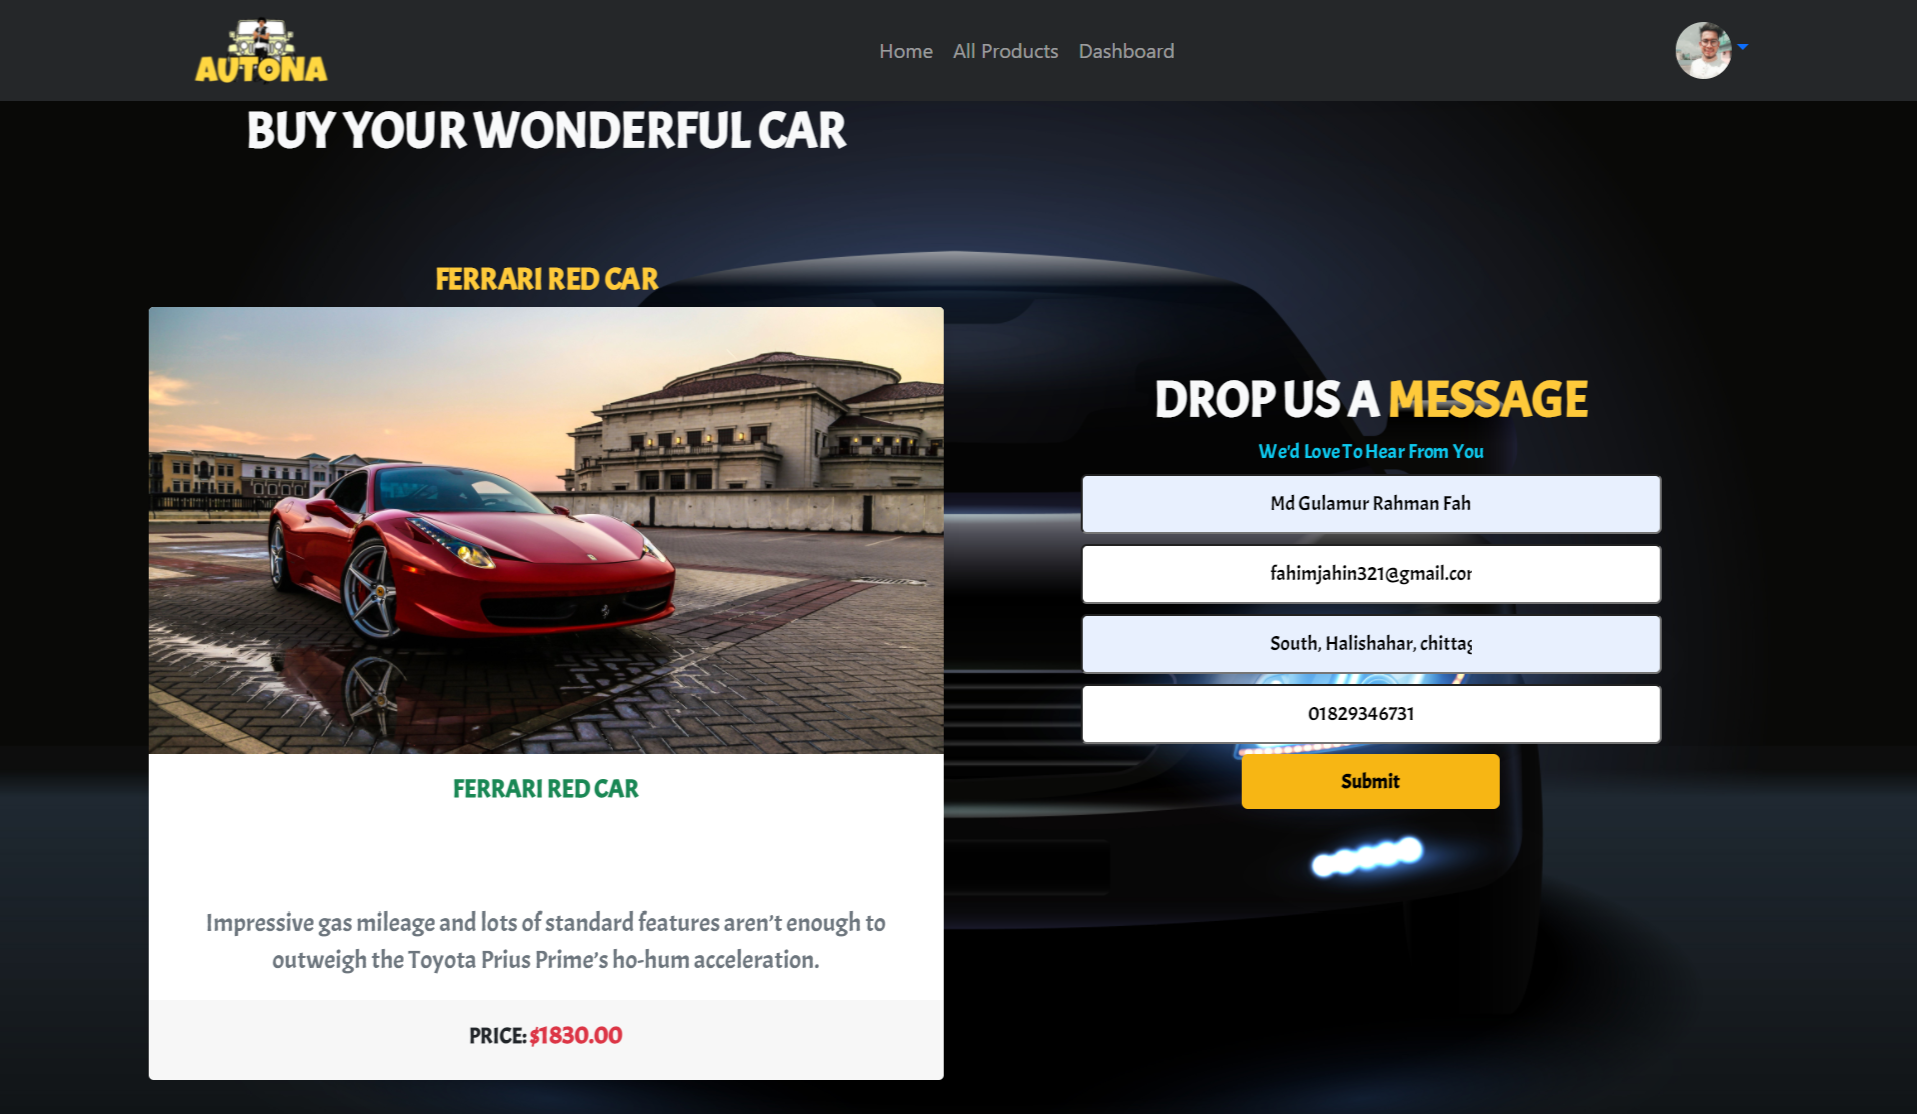 AUTONA
Home All Products Dashboard
BUY YOUR WONDERFUL CAR
FERRARI RED CAR
FERRARI RED CAR
Impressive gas mileage and lots of standard features aren't enough to
outweigh the Toyota Prius Prime's ho-hum acceleration.
PRICE: $1830.00
DROP US A MESSAGE
We'd Love To Hear From You
Md Gulamur Rahman Fah
fahimjahin321@gmail.com
South, Halishahar, chittag
01829346731
Submit